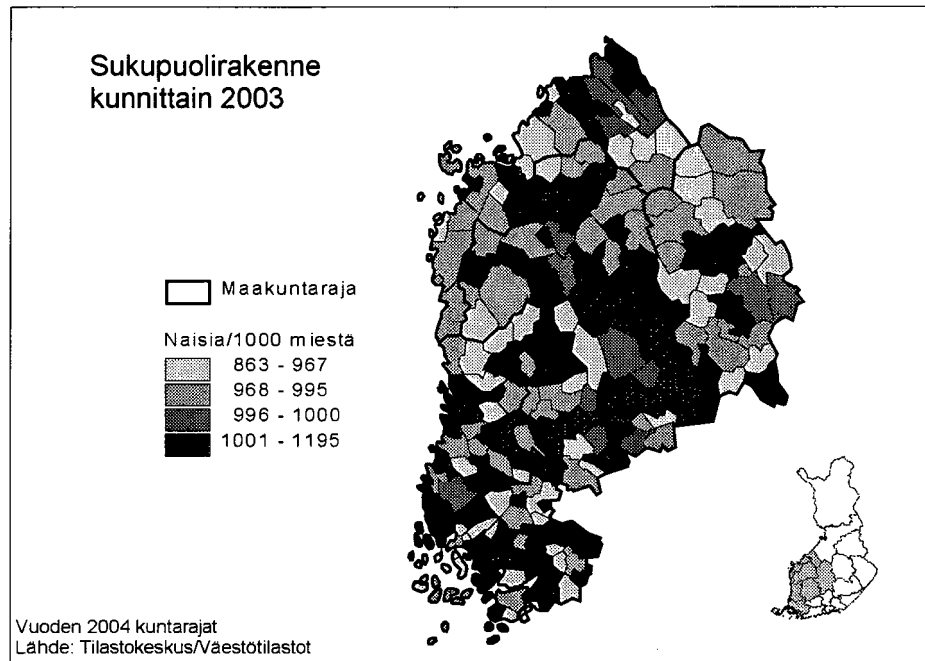 Sukupuolirakenne
kunnittain 2003
Maakuntaraja
Naisia/1000 miestä
863 - 967
968 - 995
996 - 1000
1001 - 1195
Vuoden 2004 kuntarajat
Lähde: Tilastokeskus/Väestötilastot